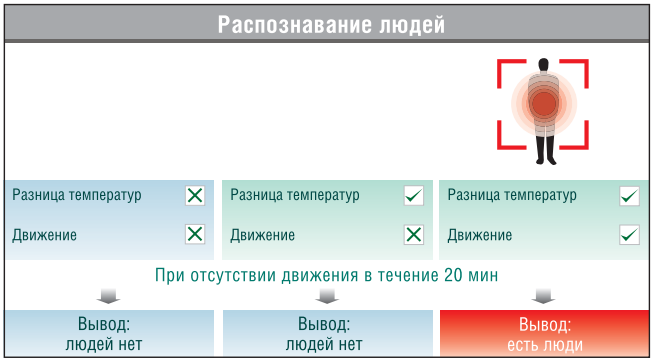 Распознавание людей
Разница температур
Движение
Разница температур
Движение
Разница температур
Движение
При отсутствии движения в течение 20 мин
Вывод:
людей нет
Вывод:
людей нет
Вывод:
есть люди